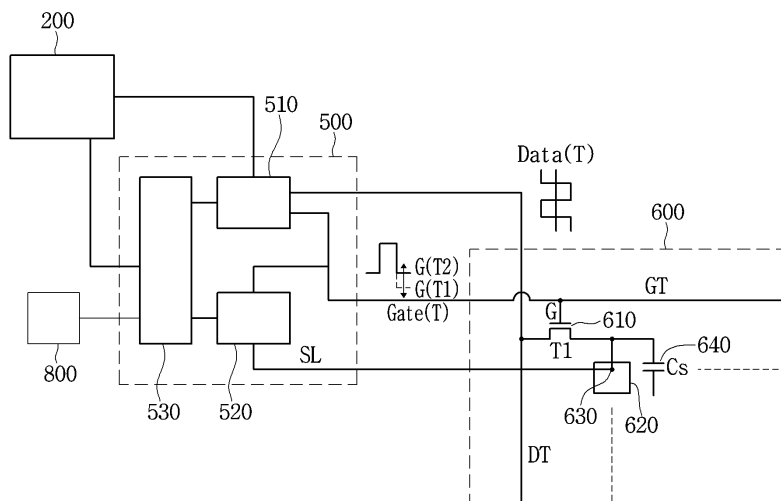 200
510
500
Data(T)
600
G(T2)
G(T1)
Gate(T)
GT
G
610
T1
640
Cs
SL
800
530
520
630
620
DT